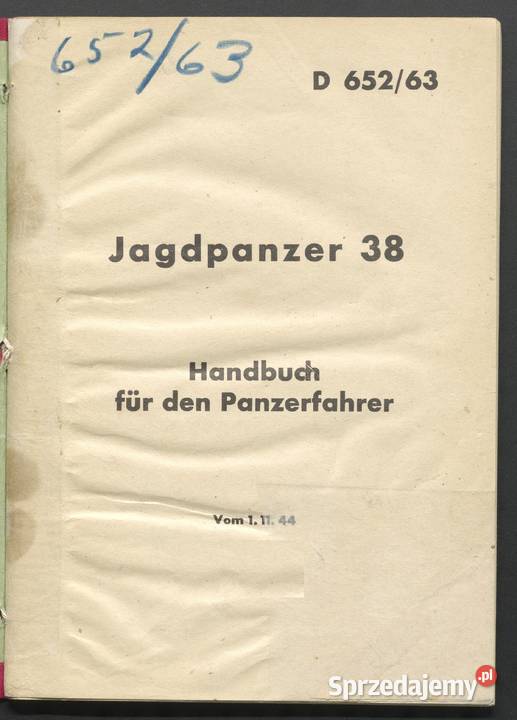 652/63
D 652/63
Jagdpanzer 38
Handbuch
für den Panzerfahrer
Vom 1.11.44
Sprzedajemy.pl